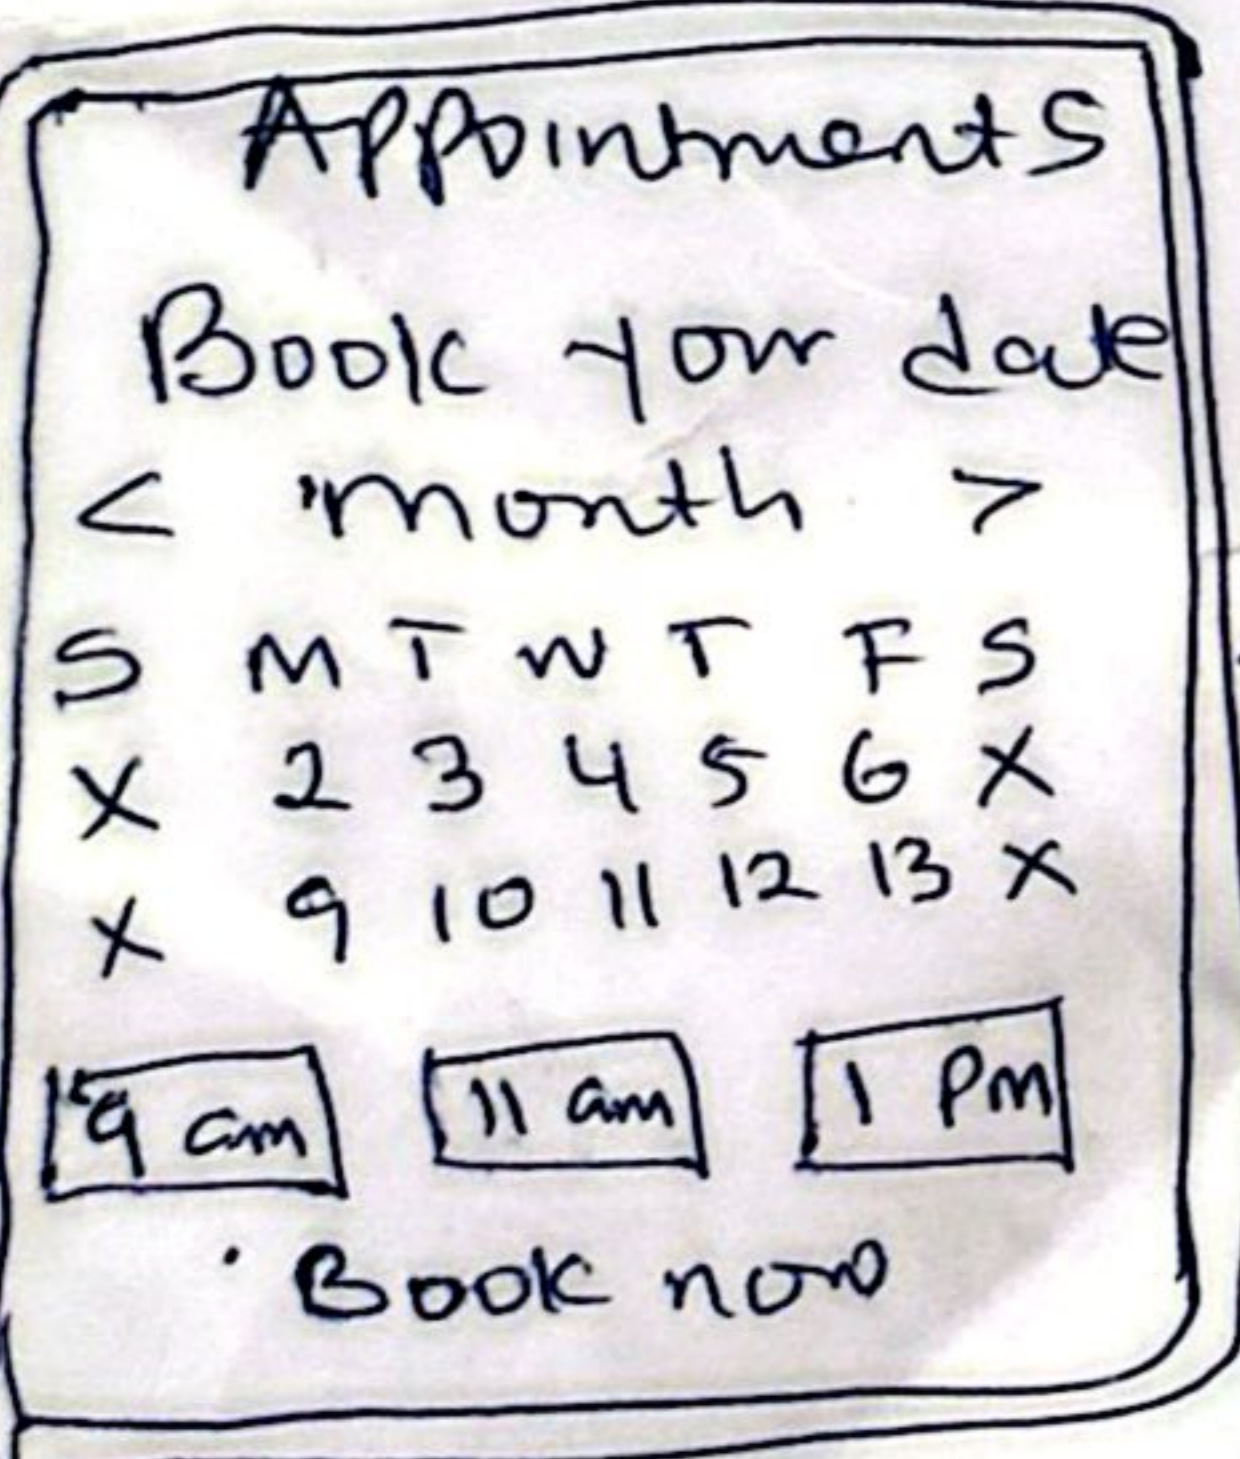 Appointments
Book your date
< month >
S M T W T F S
X 2 3 4 5 6 X
X 9 10 11 12 13 X
9 am 11 am 1 Pm
Book now